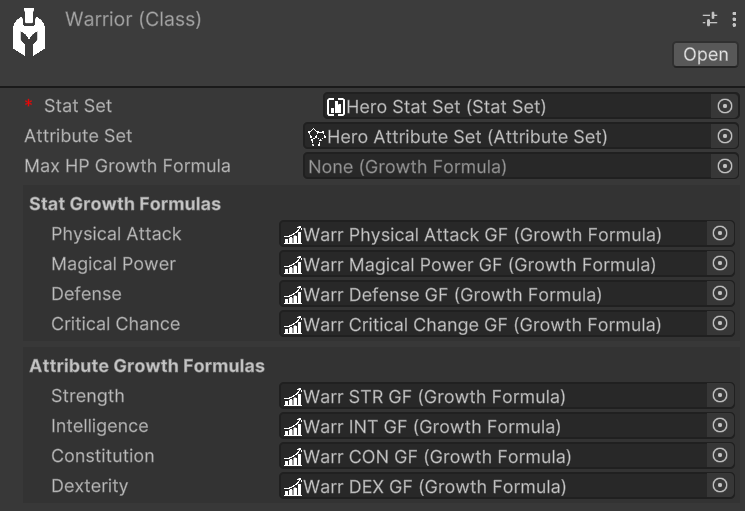 Warrior (Class)
Open
* Stat Set Hero Stat Set (Stat Set)
Attribute Set Hero Attribute Set (Attribute Set)
Max HP Growth Formula None (Growth Formula)
Stat Growth Formulas
Physical Attack Warr Physical Attack GF (Growth Formula)
Magical Power Warr Magical Power GF (Growth Formula)
Defense Warr Defense GF (Growth Formula)
Critical Chance Warr Critical Change GF (Growth Formula)
Attribute Growth Formulas
Strength Warr STR GF (Growth Formula)
Intelligence Warr INT GF (Growth Formula)
Constitution Warr CON GF (Growth Formula)
Dexterity Warr DEX GF (Growth Formula)